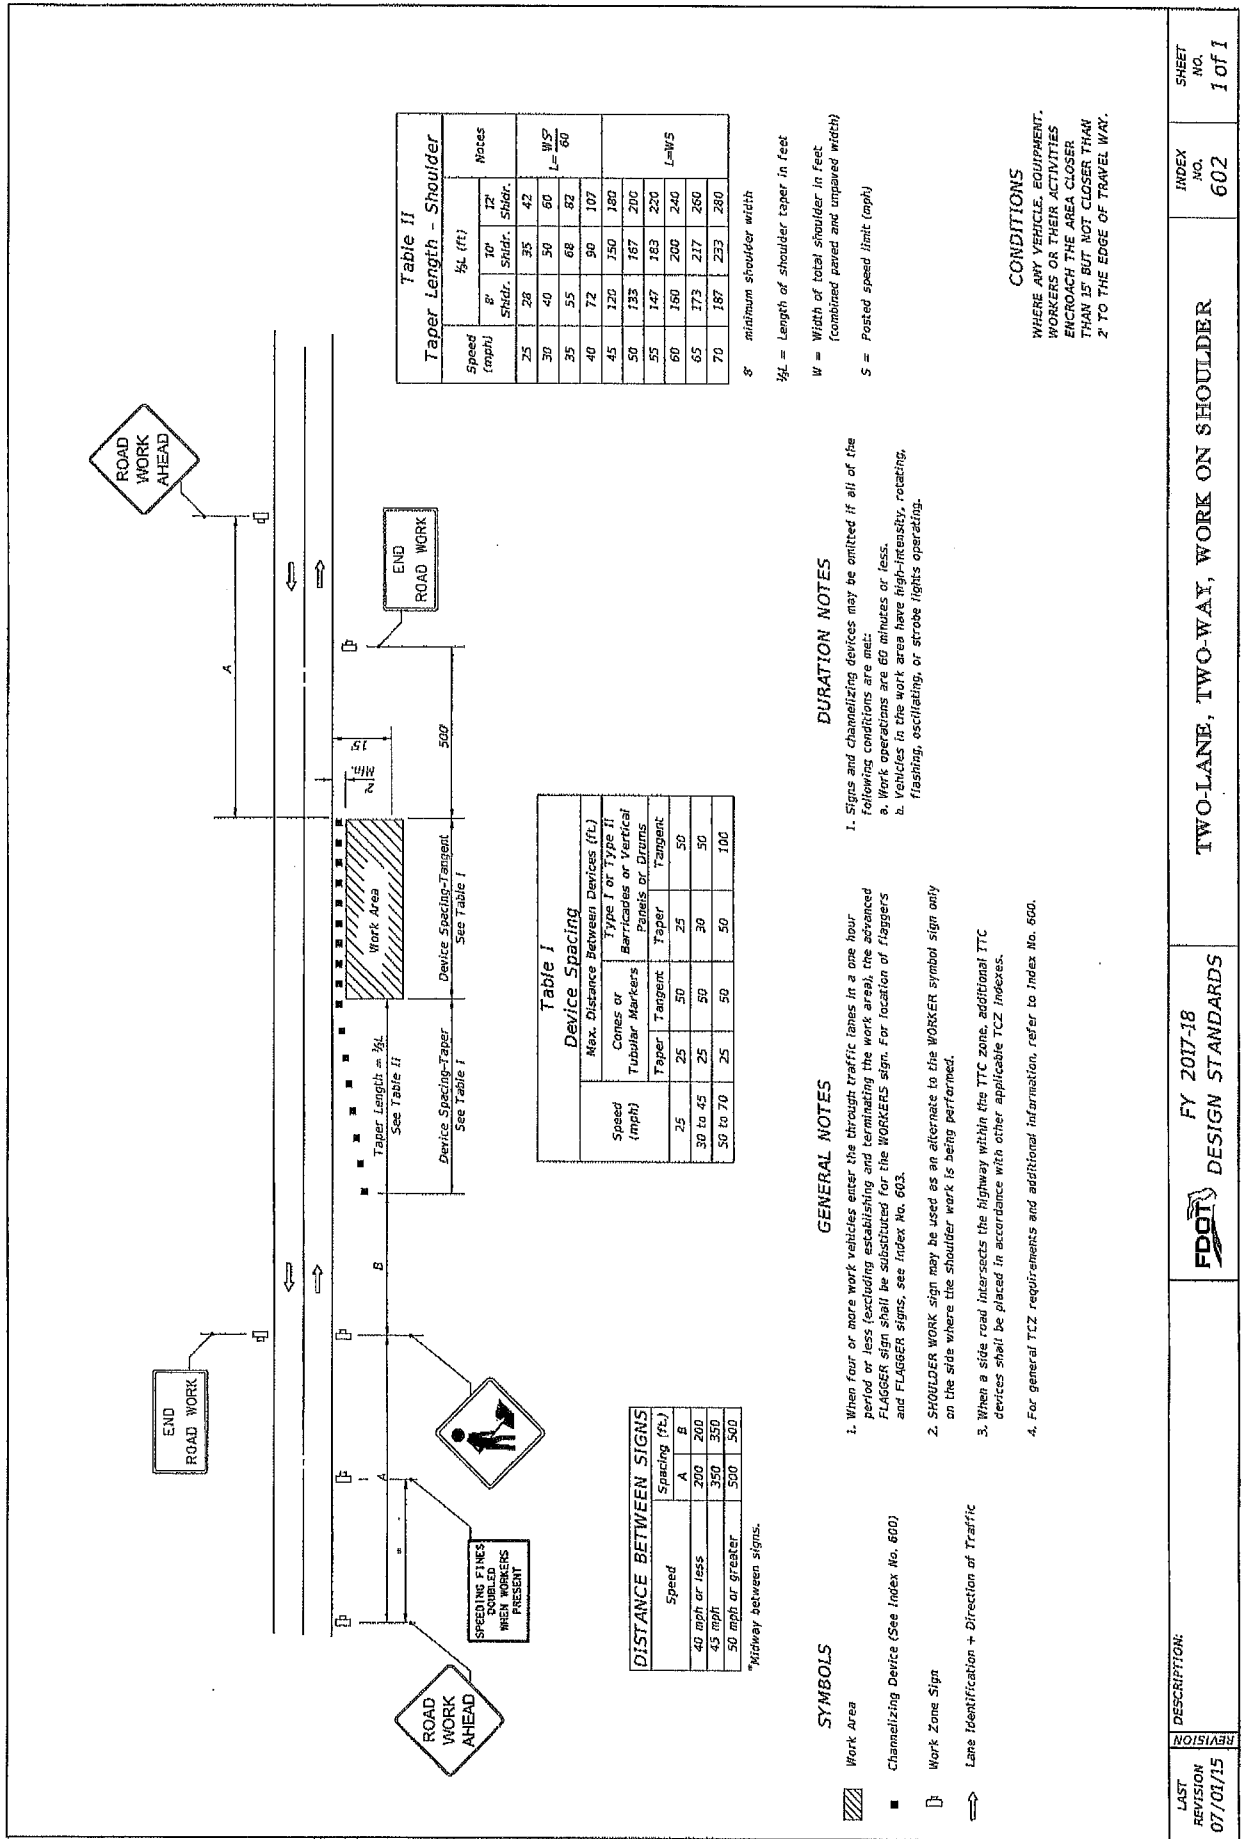 ROAD
WORK
AHEAD
END
ROAD WORK
ROAD
WORK
AHEAD
SPEEDING FINES
DOUBLED
WHEN WORKERS
PRESENT
END
ROAD WORK
A
B
A
*
Taper Length = ⅓L
See Table II
Device Spacing-Taper
See Table I
Work Area
Device Spacing-Tangent
See Table I
2'
Min.
15'
500'
DISTANCE BETWEEN SIGNS
Speed Spacing (ft.)
A B
40 mph or less 200 200
45 mph 350 350
50 mph or greater 500 500
*Midway between signs.
Table I
Device Spacing
Speed (mph) Max. Distance Between Devices (ft.)
Cones or Tubular Markers Type I or Type II Barricades or Vertical Panels or Drums
Taper Tangent Taper Tangent
25 25 50 25 50
30 to 45 25 50 30 50
50 to 70 25 50 50 100
Table II
Taper Length - Shoulder
Speed (mph) ⅓L (ft) Notes
8' Shldr. 10' Shldr. 12' Shldr.
25 28 35 42
30 40 50 60
35 55 68 82
40 72 90 107
L= WS² / 60
45 120 150 180
50 133 167 200
55 147 183 220
60 160 200 240
65 173 217 260
70 187 233 280
L=WS
8' minimum shoulder width
⅓L = Length of shoulder taper in feet
W = Width of total shoulder in feet
(combined paved and unpaved width)
S = Posted speed limit (mph)
SYMBOLS
Work Area
Channelizing Device (See Index No. 600)
Work Zone Sign
Lane Identification + Direction of Traffic
GENERAL NOTES
1. When four or more work vehicles enter the through traffic lanes in a one hour
period or less (excluding establishing and terminating the work area), the advanced
FLAGGER sign shall be substituted for the WORKERS sign. For location of flaggers
and FLAGGER signs, see Index No. 603.
2. SHOULDER WORK sign may be used as an alternate to the WORKER symbol sign only
on the side where the shoulder work is being performed.
3. When a side road intersects the highway within the TTC zone, additional TTC
devices shall be placed in accordance with other applicable TCZ Indexes.
4. For general TCZ requirements and additional information, refer to Index No. 600.
DURATION NOTES
1. Signs and channelizing devices may be omitted if all of the
following conditions are met:
a. Work operations are 60 minutes or less.
b. Vehicles in the work area have high-intensity, rotating,
flashing, oscillating, or strobe lights operating.
CONDITIONS
WHERE ANY VEHICLE, EQUIPMENT,
WORKERS OR THEIR ACTIVITIES
ENCROACH THE AREA CLOSER
THAN 15' BUT NOT CLOSER THAN
2' TO THE EDGE OF TRAVEL WAY.
LAST
REVISION
07/01/15
REVISION
DESCRIPTION:
FDOT
FY 2017-18
DESIGN STANDARDS
TWO-LANE, TWO-WAY, WORK ON SHOULDER
INDEX
NO.
602
SHEET
NO.
1 of 1